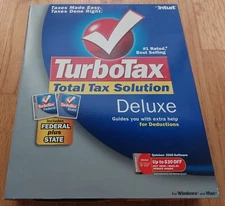 Taxes Made Easy.
Taxes Done Right.
Intuit
#1 Rated,
Best Selling
TurboTax
Total Tax Solution
Deluxe
Guides you with extra help
for Deductions
Includes
FEDERAL
plus
STATE
Up to $30 OFF
For Windows and Mac